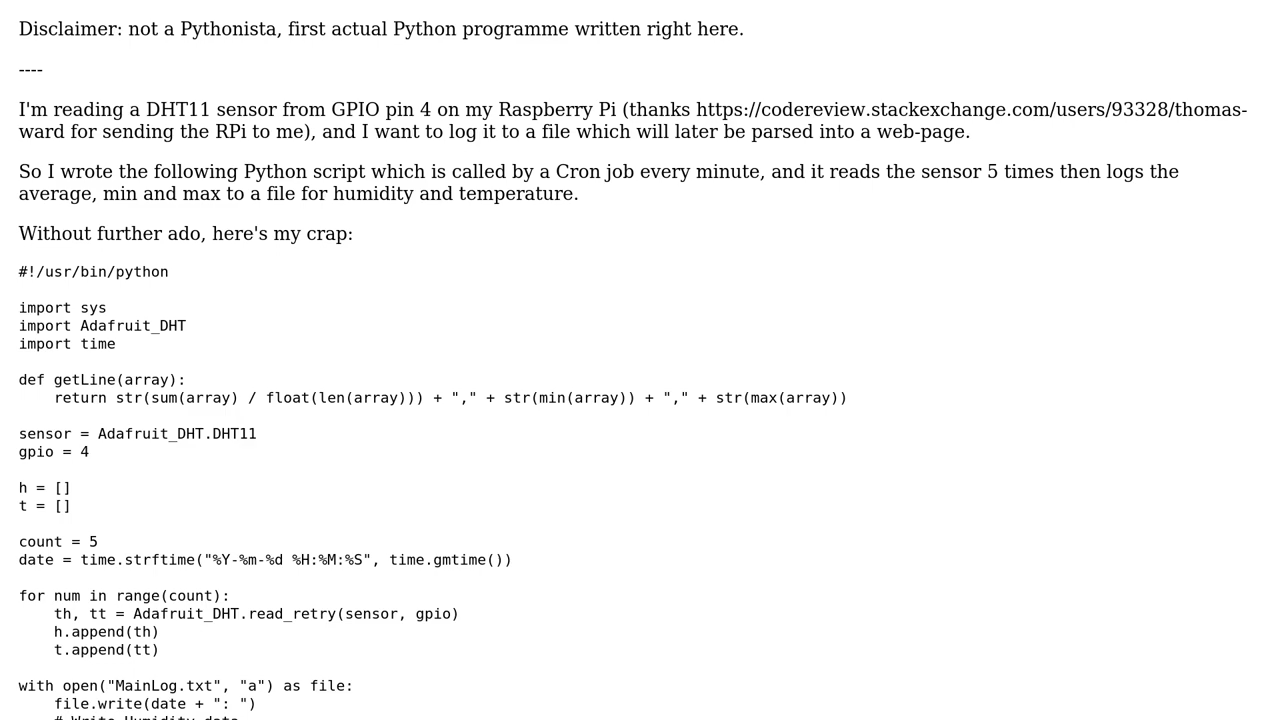 Disclaimer: not a Pythonista, first actual Python programme written right here.
----
I'm reading a DHT11 sensor from GPIO pin 4 on my Raspberry Pi (thanks https://codereview.stackexchange.com/users/93328/thomas-
ward for sending the RPi to me), and I want to log it to a file which will later be parsed into a web-page.
So I wrote the following Python script which is called by a Cron job every minute, and it reads the sensor 5 times then logs the
average, min and max to a file for humidity and temperature.
Without further ado, here's my crap:
#!/usr/bin/python
import sys
import Adafruit_DHT
import time
def getLine(array):
    return str(sum(array) / float(len(array))) + "," + str(min(array)) + "," + str(max(array))
sensor = Adafruit_DHT.DHT11
gpio = 4
h = []
t = []
count = 5
date = time.strftime("%Y-%m-%d %H:%M:%S", time.gmtime())
for num in range(count):
    th, tt = Adafruit_DHT.read_retry(sensor, gpio)
    h.append(th)
    t.append(tt)
with open("MainLog.txt", "a") as file:
    file.write(date + ": ")
    # Write Humidity data